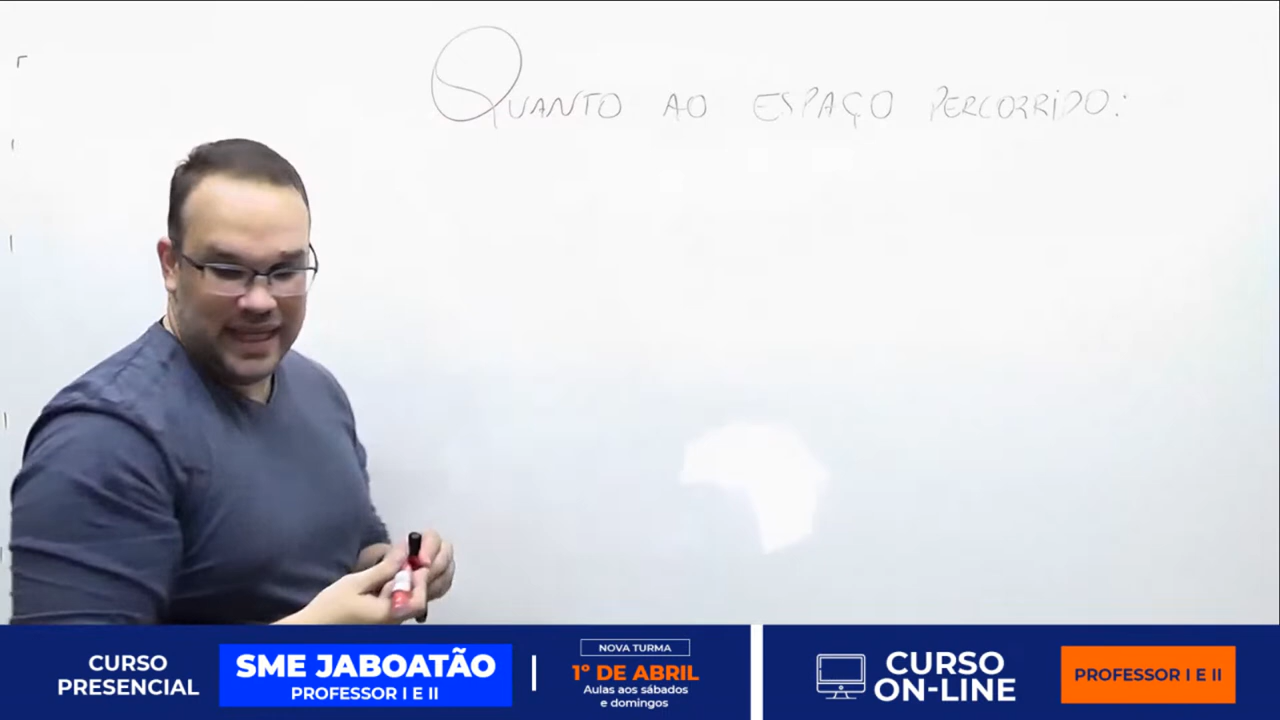 QUANTO AO ESPAÇO PERCORRIDO:
CURSO
PRESENCIAL
SME JABOATÃO
PROFESSOR I E II
NOVA TURMA
1º DE ABRIL
Aulas aos sábados
e domingos
CURSO
ON-LINE
PROFESSOR I E II